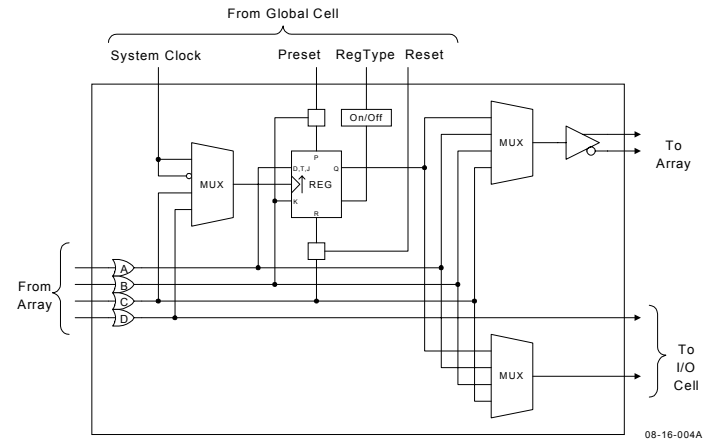 From Global Cell
System Clock
Preset
RegType
Reset
On/Off
P
D,T,J
Q
REG
K
R
MUX
MUX
To
Array
A
B
C
D
From
Array
MUX
To
I/O
Cell
08-16-004A